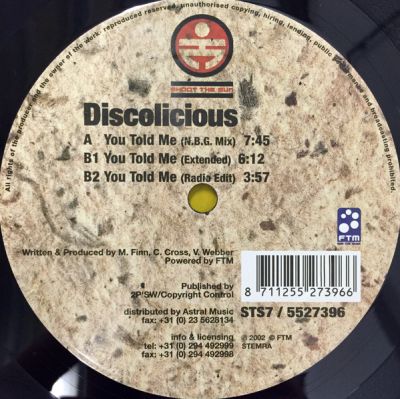 All rights of the producer and the owner of the work, reproduced reserved, unauthorised copying, hiring, lending, public performance and broadcasting prohibited.
SHOOT THE SUN
Discolicious
A You Told Me (N.B.G. Mix) 7:45
B1 You Told Me (Extended) 6:12
B2 You Told Me (Radio Edit) 3:57
FTM
Written & Produced by M. Finn, C. Cross, V. Webber
Powered by FTM
Published by
2P/SW/Copyright Control
distributed by Astral Music
fax: +31 (0) 23 5628134
info & licensing
tel: +31 (0) 294 492999
fax: +31 (0) 294 492998
8 711255 273966
STS7 / 5527396
℗ 2002 © FTM
STEMRA